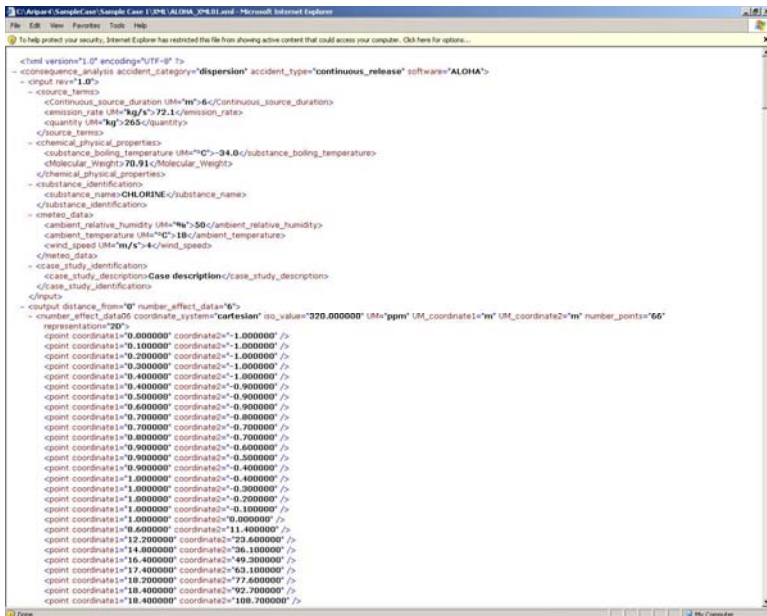 C:\Aripar4\SampleCase\Sample Case 1\XML\ALOHA_XML01.xml - Microsoft Internet Explorer
File Edit View Favorites Tools Help
To help protect your security, Internet Explorer has restricted this file from showing active content that could access your computer. Click here for options...
<?xml version="1.0" encoding="UTF-8" ?>
- <consequence_analysis accident_category="dispersion" accident_type="continuous_release" software="ALOHA">
- <input rev="1.0">
- <source_terms>
<Continuous_source_duration UM="m">6</Continuous_source_duration>
<emission_rate UM="kg/s">72.1</emission_rate>
<quantity UM="kg">265</quantity>
</source_terms>
- <chemical_physical_properties>
<substance_boiling_temperature UM="°C">-34.0</substance_boiling_temperature>
<Molecular_Weight>70.91</Molecular_Weight>
</chemical_physical_properties>
- <substance_identification>
<substance_name>CHLORINE</substance_name>
</substance_identification>
- <meteo_data>
<ambient_relative_humidity UM="%">50</ambient_relative_humidity>
<ambient_temperature UM="°C">18</ambient_temperature>
<wind_speed UM="m/s">4</wind_speed>
</meteo_data>
- <case_study_identification>
<case_study_description>Case description</case_study_description>
</case_study_identification>
</input>
- <output distance_from="0" number_effect_data="6">
- <number_effect_data06 coordinate_system="cartesian" iso_value="320.000000" UM="ppm" UM_coordinate1="m" UM_coordinate2="m" number_points="66"
representation="2D">
<point coordinate1="0.000000" coordinate2="-1.000000" />
<point coordinate1="0.100000" coordinate2="-1.000000" />
<point coordinate1="0.200000" coordinate2="-1.000000" />
<point coordinate1="0.300000" coordinate2="-1.000000" />
<point coordinate1="0.400000" coordinate2="-1.000000" />
<point coordinate1="0.400000" coordinate2="-0.900000" />
<point coordinate1="0.500000" coordinate2="-0.900000" />
<point coordinate1="0.600000" coordinate2="-0.900000" />
<point coordinate1="0.700000" coordinate2="-0.800000" />
<point coordinate1="0.700000" coordinate2="-0.700000" />
<point coordinate1="0.800000" coordinate2="-0.700000" />
<point coordinate1="0.900000" coordinate2="-0.600000" />
<point coordinate1="0.900000" coordinate2="-0.500000" />
<point coordinate1="0.900000" coordinate2="-0.400000" />
<point coordinate1="1.000000" coordinate2="-0.400000" />
<point coordinate1="1.000000" coordinate2="-0.300000" />
<point coordinate1="1.000000" coordinate2="-0.200000" />
<point coordinate1="1.000000" coordinate2="-0.100000" />
<point coordinate1="1.000000" coordinate2="0.000000" />
<point coordinate1="8.600000" coordinate2="11.400000" />
<point coordinate1="12.200000" coordinate2="23.600000" />
<point coordinate1="14.800000" coordinate2="36.100000" />
<point coordinate1="16.400000" coordinate2="49.300000" />
<point coordinate1="17.400000" coordinate2="63.100000" />
<point coordinate1="18.200000" coordinate2="77.600000" />
<point coordinate1="18.400000" coordinate2="92.700000" />
<point coordinate1="18.400000" coordinate2="108.700000" />
Done
My Computer